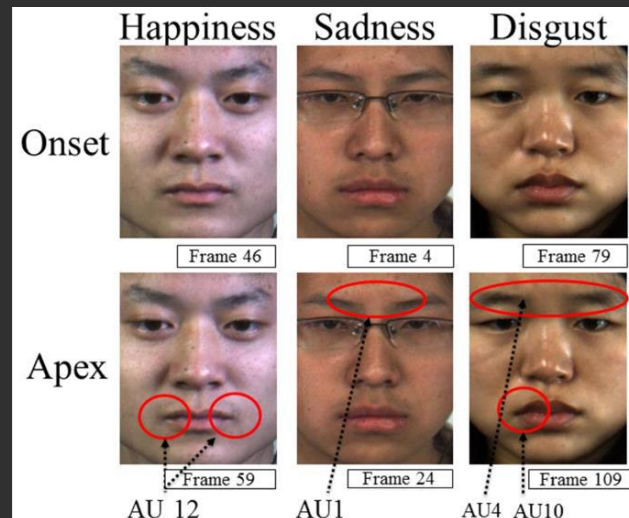 Happiness Sadness Disgust
Onset
Frame 46 Frame 4 Frame 79
Apex
Frame 59 Frame 24 Frame 109
AU 12 AU1 AU4 AU10